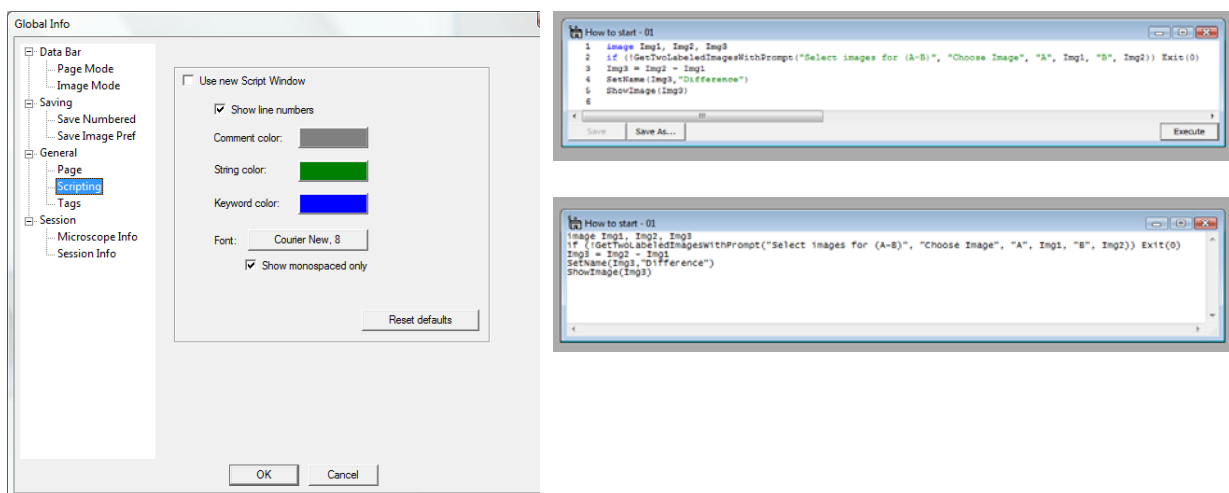 Global Info
Data Bar
Page Mode
Image Mode
Saving
Save Numbered
Save Image Pref
General
Page
Scripting
Tags
Session
Microscope Info
Session Info
Use new Script Window
Show line numbers
Comment color:
String color:
Keyword color:
Font: Courier New, 8
Show monospaced only
Reset defaults
OK Cancel
How to start - 01
1 image Img1, Img2, Img3
2 if (!GetTwoLabeledImagesWithPrompt("Select images for (A-B)", "Choose Image", "A", Img1, "B", Img2)) Exit(0)
3 Img3 = Img2 - Img1
4 SetName(Img3,"Difference")
5 ShowImage(Img3)
6
Save Save As... Execute
How to start - 01
image Img1, Img2, Img3
if (!GetTwoLabeledImagesWithPrompt("Select images for (A-B)", "Choose Image", "A", Img1, "B", Img2)) Exit(0)
Img3 = Img2 - Img1
SetName(Img3,"Difference")
ShowImage(Img3)